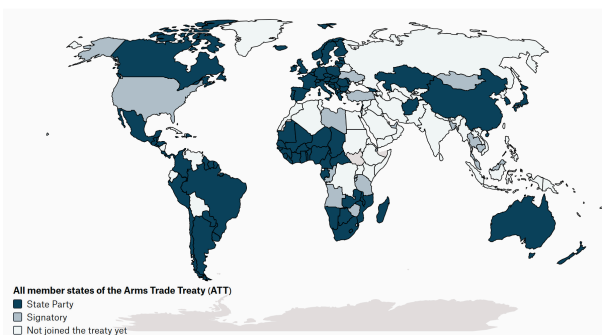 All member states of the Arms Trade Treaty (ATT)
State Party
Signatory
Not joined the treaty yet